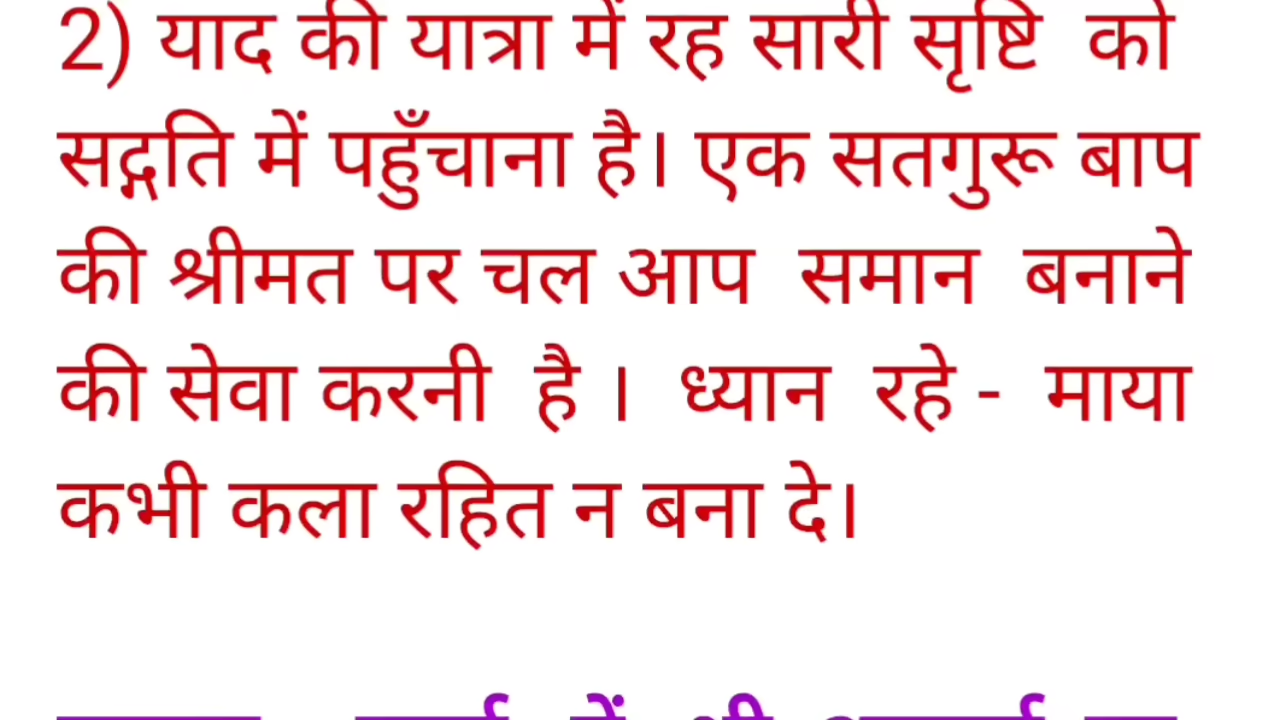 2) याद की यात्रा में रह सारी सृष्टि को
सद्गति में पहुँचाना है। एक सतगुरू बाप
की श्रीमत पर चल आप समान बनाने
की सेवा करनी है । ध्यान रहे - माया
कभी कला रहित न बना दे।